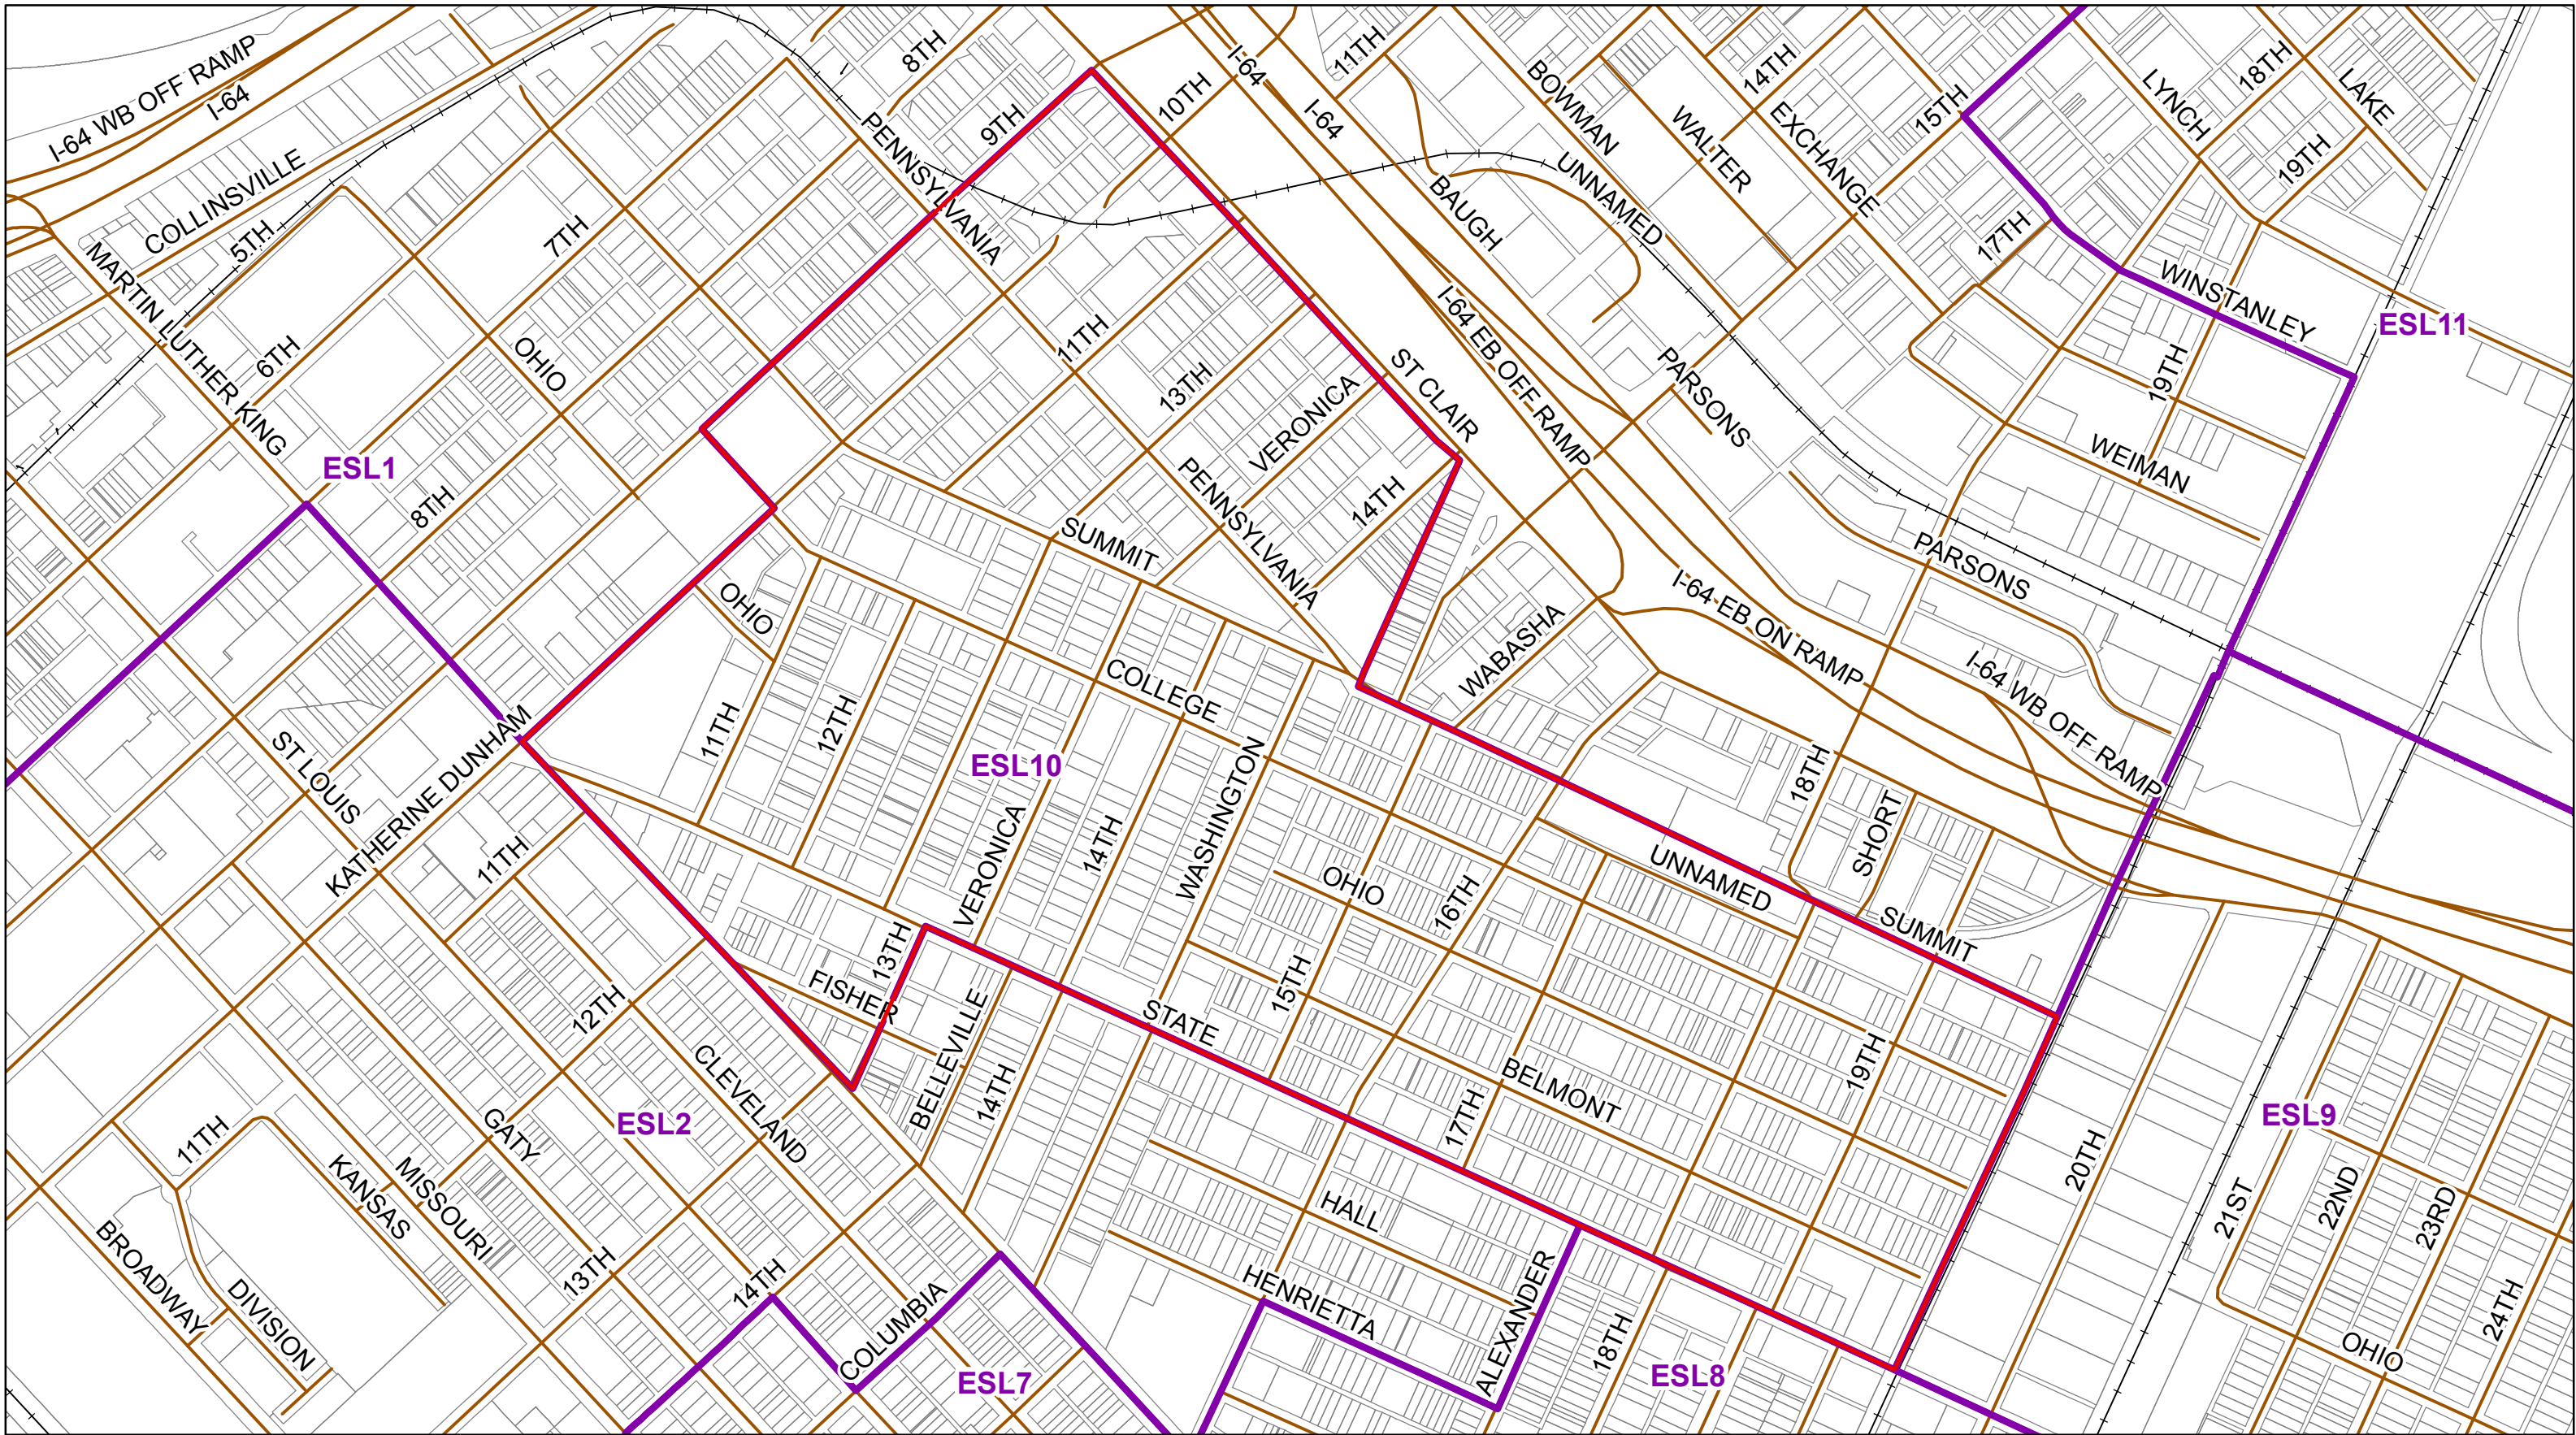 I-64 WB OFF RAMP
I-64
COLLINSVILLE
5TH
MARTIN LUTHER KING
6TH
7TH
OHIO
8TH
ESL1
8TH
PENNSYLVANIA
9TH
10TH
11TH
13TH
VERONICA
14TH
PENNSYLVANIA
SUMMIT
ST CLAIR
I-64
I-64
11TH
BOWMAN
WALTER
14TH
EXCHANGE
15TH
UNNAMED
BAUGH
I-64 EB OFF RAMP
PARSONS
17TH
LYNCH
18TH
LAKE
19TH
WINSTANLEY
ESL11
19TH
WEIMAN
PARSONS
I-64 EB ON RAMP
I-64 WB OFF RAMP
WABASHA
OHIO
11TH
12TH
COLLEGE
ESL10
WASHINGTON
VERONICA
14TH
OHIO
16TH
15TH
UNNAMED
18TH
SHORT
SUMMIT
ST LOUIS
KATHERINE DUNHAM
11TH
13TH
FISHER
BELLEVILLE
14TH
STATE
BELMONT
17TH
19TH
12TH
CLEVELAND
ESL2
GATY
11TH
KANSAS
MISSOURI
BROADWAY
DIVISION
13TH
14TH
COLUMBIA
ESL7
HALL
HENRIETTA
ALEXANDER
18TH
ESL8
20TH
ESL9
21ST
22ND
23RD
24TH
OHIO